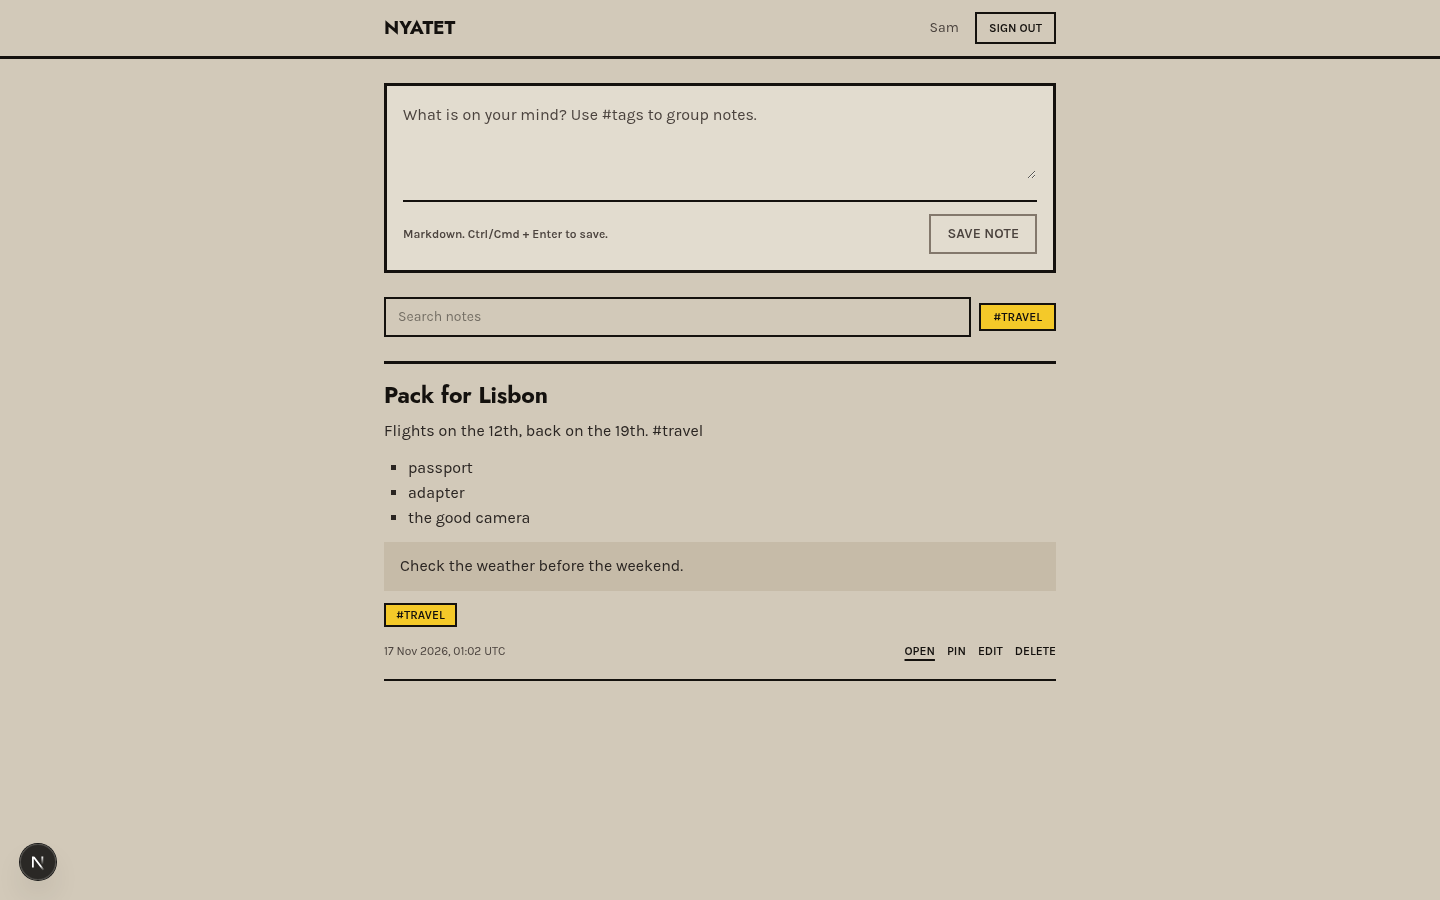 NYATET
Sam
SIGN OUT
What is on your mind? Use #tags to group notes.
Markdown. Ctrl/Cmd + Enter to save.
SAVE NOTE
Search notes
#TRAVEL
Pack for Lisbon
Flights on the 12th, back on the 19th. #travel
passport
adapter
the good camera
Check the weather before the weekend.
#TRAVEL
17 Nov 2026, 01:02 UTC
OPEN PIN EDIT DELETE
N